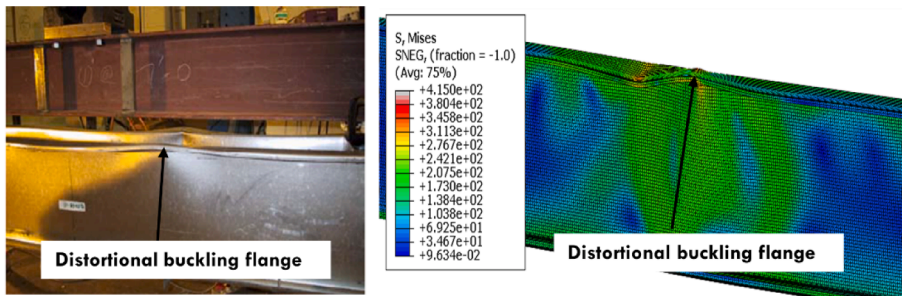 S, Mises
SNEG, (fraction = -1.0)
(Avg: 75%)
+4.150e+02
+3.804e+02
+3.458e+02
+3.113e+02
+2.767e+02
+2.421e+02
+2.075e+02
+1.730e+02
+1.384e+02
+1.038e+02
+6.925e+01
+3.467e+01
+9.634e-02
Distortional buckling flange
Distortional buckling flange